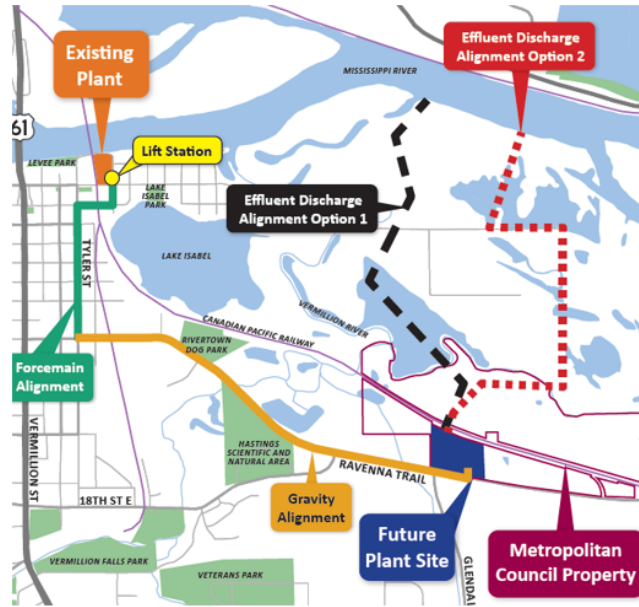 Existing
Plant
Effluent Discharge
Alignment Option 2
MISSISSIPPI RIVER
61
LEVEE PARK
Lift Station
LAKE
ISABEL
PARK
Effluent Discharge
Alignment Option 1
TYLER ST
LAKE ISABEL
VERMILLION
RIVER
CANADIAN PACIFIC RAILWAY
RIVERTOWN
DOG PARK
Forcemain
Alignment
HASTINGS
SCIENTIFIC AND
NATURAL AREA
VERMILLION ST
RAVENNA TRAIL
18TH ST E
Gravity
Alignment
Future
Plant Site
GLENDAL
Metropolitan
Council Property
VERMILLION FALLS PARK
VETERANS PARK